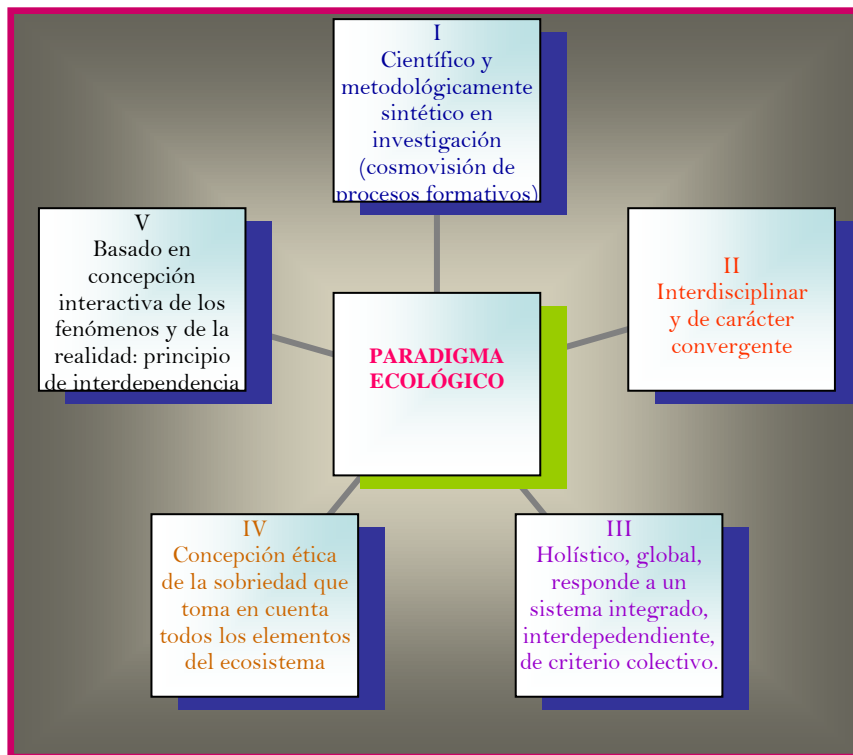 I
Científico y
metodológicamente
sintético en
investigación
(cosmovisión de
procesos formativos)
II
Interdisciplinar
y de carácter
convergente
III
Holístico, global,
responde a un
sistema integrado,
interdepedendiente,
de criterio colectivo.
IV
Concepción ética
de la sobriedad que
toma en cuenta
todos los elementos
del ecosistema
V
Basado en
concepción
interactiva de los
fenómenos y de la
realidad: principio
de interdependencia
PARADIGMA
ECOLÓGICO